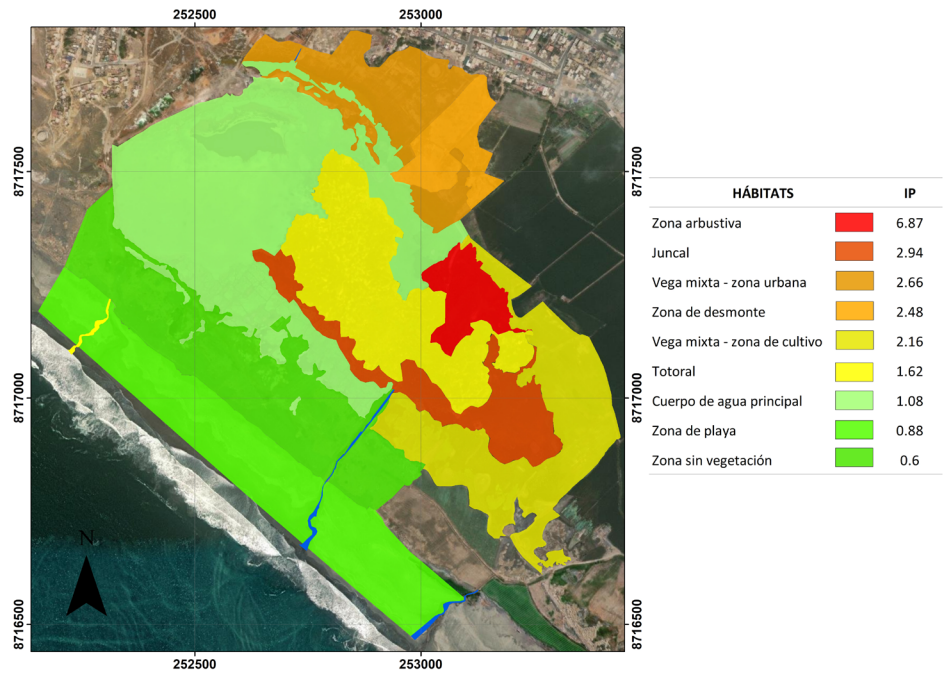 252500 253000
8717500 8717500
8717000 8717000
8716500 8716500
N
252500 253000
HÁBITATS IP
Zona arbustiva 6.87
Juncal 2.94
Vega mixta - zona urbana 2.66
Zona de desmonte 2.48
Vega mixta - zona de cultivo 2.16
Totoral 1.62
Cuerpo de agua principal 1.08
Zona de playa 0.88
Zona sin vegetación 0.6